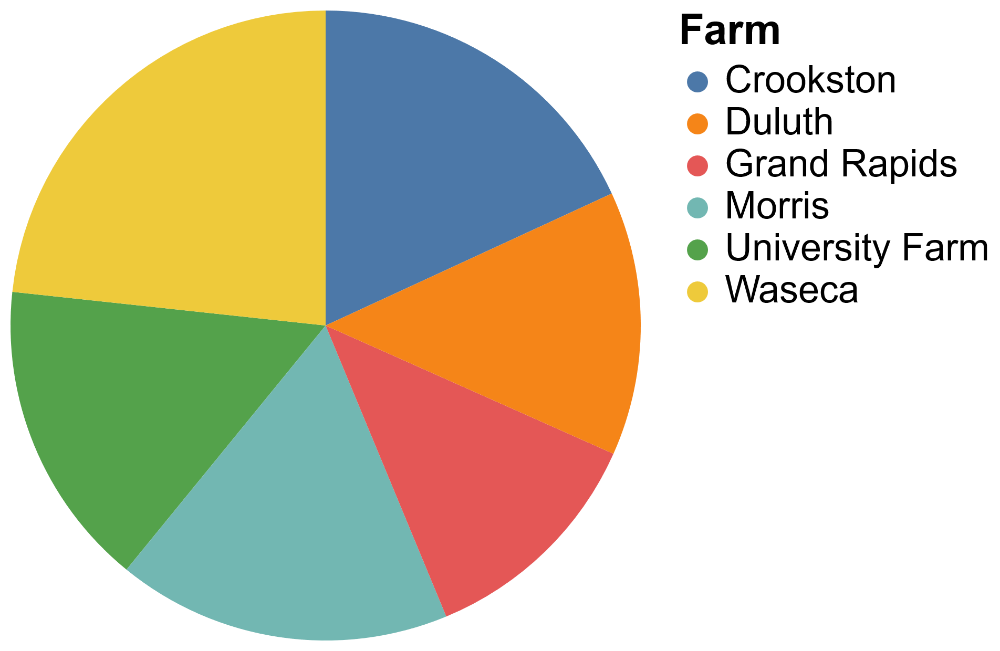 Farm
Crookston
Duluth
Grand Rapids
Morris
University Farm
Waseca